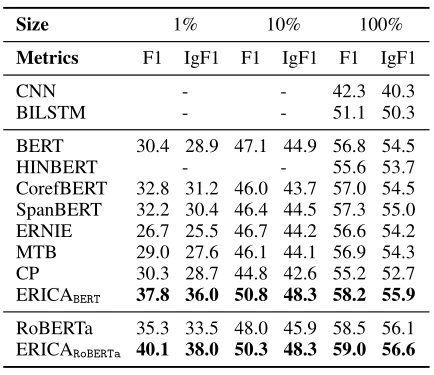 Size 1% 10% 100%
Metrics F1 IgF1 F1 IgF1 F1 IgF1
CNN - - 42.3 40.3
BILSTM - - 51.1 50.3
BERT 30.4 28.9 47.1 44.9 56.8 54.5
HINBERT - - 55.6 53.7
CorefBERT 32.8 31.2 46.0 43.7 57.0 54.5
SpanBERT 32.2 30.4 46.4 44.5 57.3 55.0
ERNIE 26.7 25.5 46.7 44.2 56.6 54.2
MTB 29.0 27.6 46.1 44.1 56.9 54.3
CP 30.3 28.7 44.8 42.6 55.2 52.7
ERICABERT 37.8 36.0 50.8 48.3 58.2 55.9
RoBERTa 35.3 33.5 48.0 45.9 58.5 56.1
ERICARoBERTa 40.1 38.0 50.3 48.3 59.0 56.6